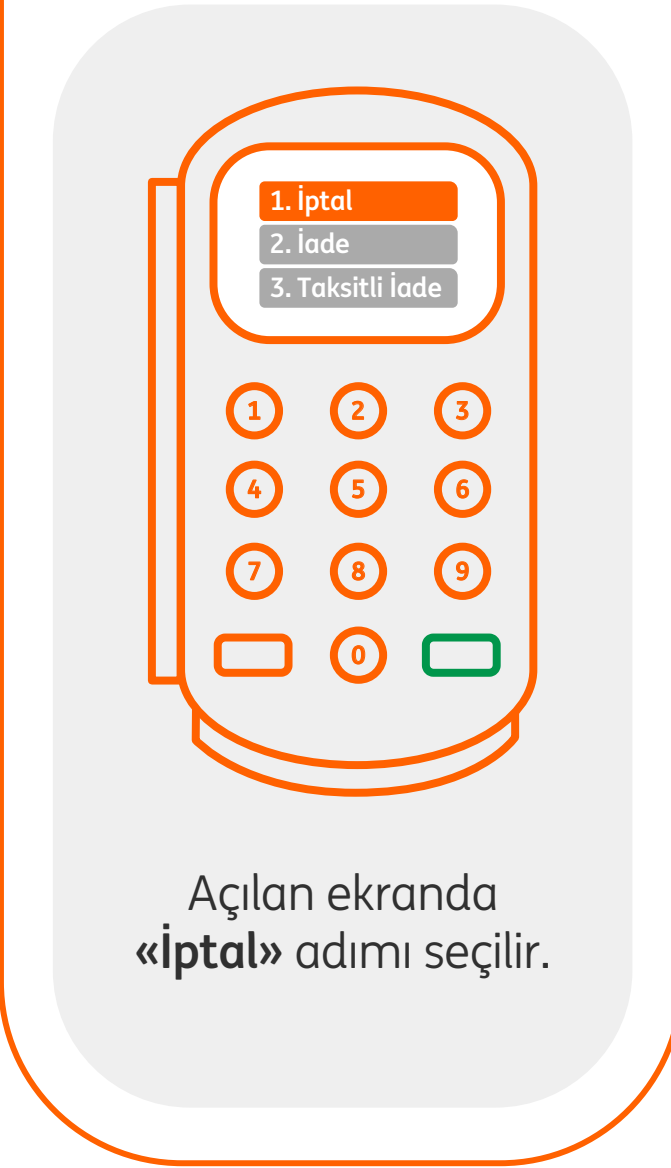 1. İptal
2. İade
3. Taksitli İade
1 2 3
4 5 6
7 8 9
0
Açılan ekranda
«İptal» adımı seçilir.